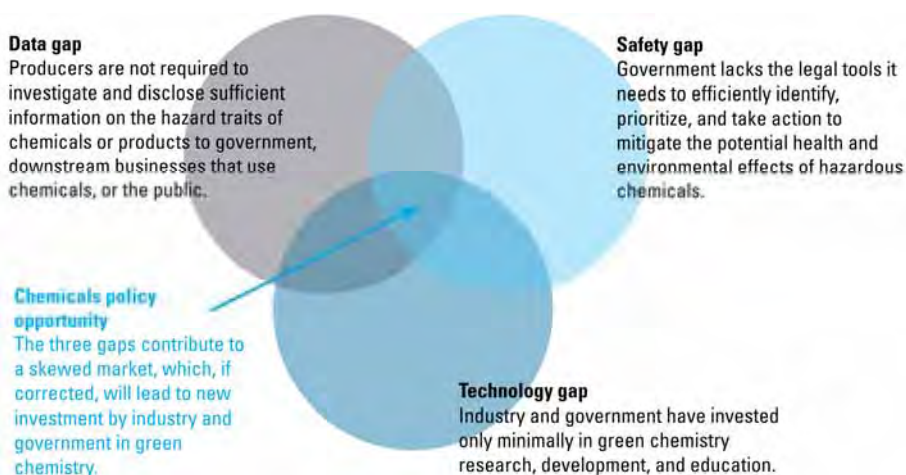 Data gap
Producers are not required to
investigate and disclose sufficient
information on the hazard traits of
chemicals or products to government,
downstream businesses that use
chemicals, or the public.
Safety gap
Government lacks the legal tools it
needs to efficiently identify,
prioritize, and take action to
mitigate the potential health and
environmental effects of hazardous
chemicals.
Chemicals policy
opportunity
The three gaps contribute to
a skewed market, which, if
corrected, will lead to new
investment by industry and
government in green
chemistry.
Technology gap
Industry and government have invested
only minimally in green chemistry
research, development, and education.